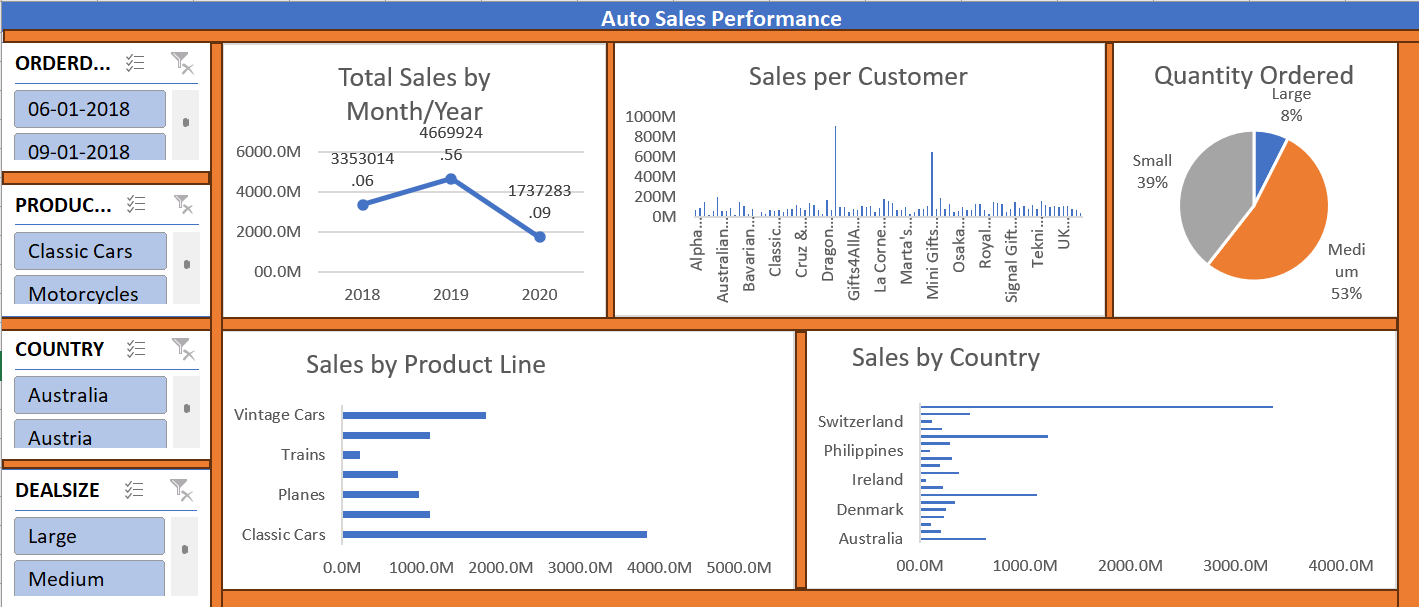 Auto Sales Performance
ORDERD...
06-01-2018
09-01-2018
PRODUC...
Classic Cars
Motorcycles
COUNTRY
Australia
Austria
DEALSIZE
Large
Medium
Total Sales by
Month/Year
6000.0M
4000.0M
2000.0M
00.0M
3353014
.06
4669924
.56
1737283
.09
2018
2019
2020
Sales per Customer
1000M
800M
600M
400M
200M
0M
Alpha...
Australian...
Bavarian...
Classic...
Cruz &...
Dragon...
Gifts4AllA...
La Corne...
Marta's...
Mini Gifts...
Osaka...
Royal...
Signal Gift...
Tekni...
UK...
Quantity Ordered
Large
8%
Small
39%
Medi
um
53%
Sales by Product Line
Vintage Cars
Trains
Planes
Classic Cars
0.0M
1000.0M
2000.0M
3000.0M
4000.0M
5000.0M
Sales by Country
Switzerland
Philippines
Ireland
Denmark
Australia
00.0M
1000.0M
2000.0M
3000.0M
4000.0M